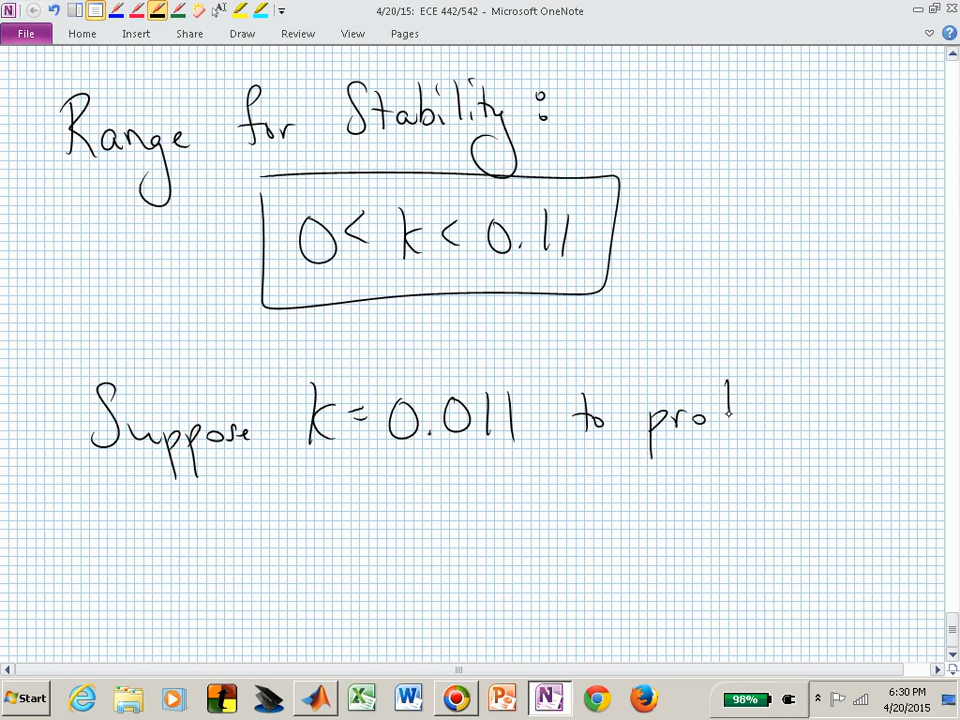 4/20/15: ECE 442/542 - Microsoft OneNote
File Home Insert Share Draw Review View Pages
Range for Stability:
0 < k < 0.11
Suppose k = 0.011 to pro
98%
Start
6:30 PM
4/20/2015